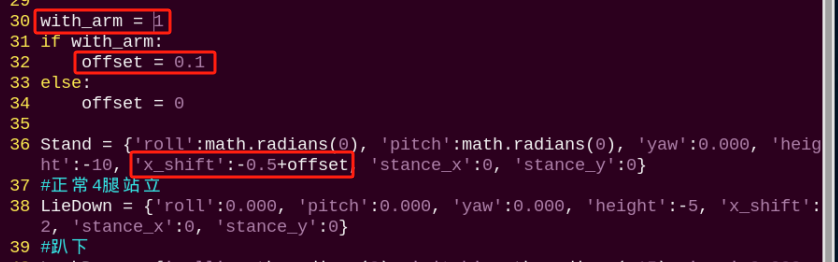 30 with_arm = 1
31 if with_arm:
32     offset = 0.1
33 else:
34     offset = 0
35
36 Stand = {'roll':math.radians(0), 'pitch':math.radians(0), 'yaw':0.000, 'heig
ht':-10, 'x_shift':-0.5+offset, 'stance_x':0, 'stance_y':0}
37 #正常4腿站立
38 LieDown = {'roll':0.000, 'pitch':0.000, 'yaw':0.000, 'height':-5, 'x_shift':
2, 'stance_x':0, 'stance_y':0}
39 #趴下